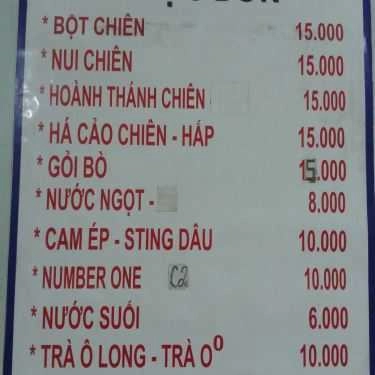 * BỘT CHIÊN 15.000
* NUI CHIÊN 15.000
* HOÀNH THÁNH CHIÊN 15.000
* HÁ CẢO CHIÊN - HẤP 15.000
* GỎI BÒ 15.000
* NƯỚC NGỌT - 8.000
* CAM ÉP - STING DÂU 10.000
* NUMBER ONE C2 10.000
* NƯỚC SUỐI 6.000
* TRÀ Ô LONG - TRÀ O⁰ 10.000